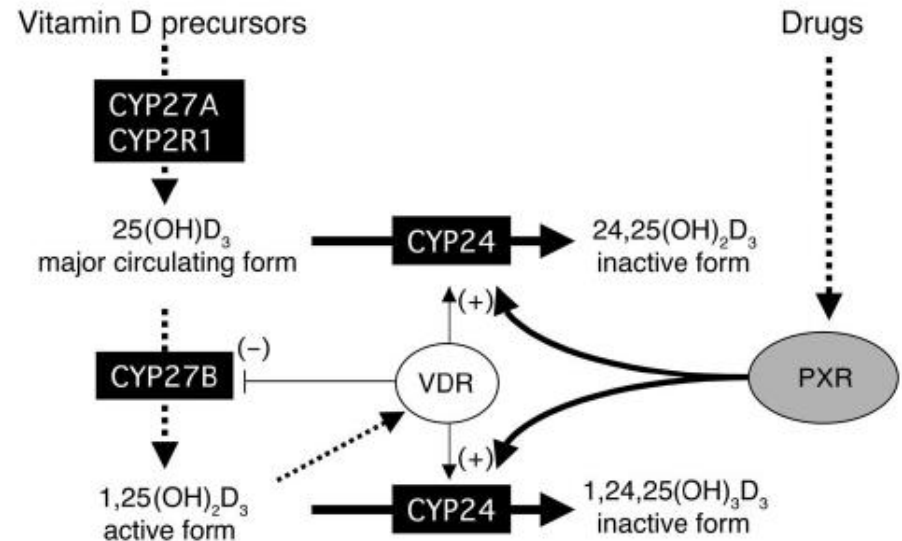 Vitamin D precursors
Drugs
CYP27A
CYP2R1
25(OH)D₃
major circulating form
CYP24
24,25(OH)₂D₃
inactive form
(+)
(−)
CYP27B
VDR
PXR
(+)
1,25(OH)₂D₃
active form
CYP24
1,24,25(OH)₃D₃
inactive form